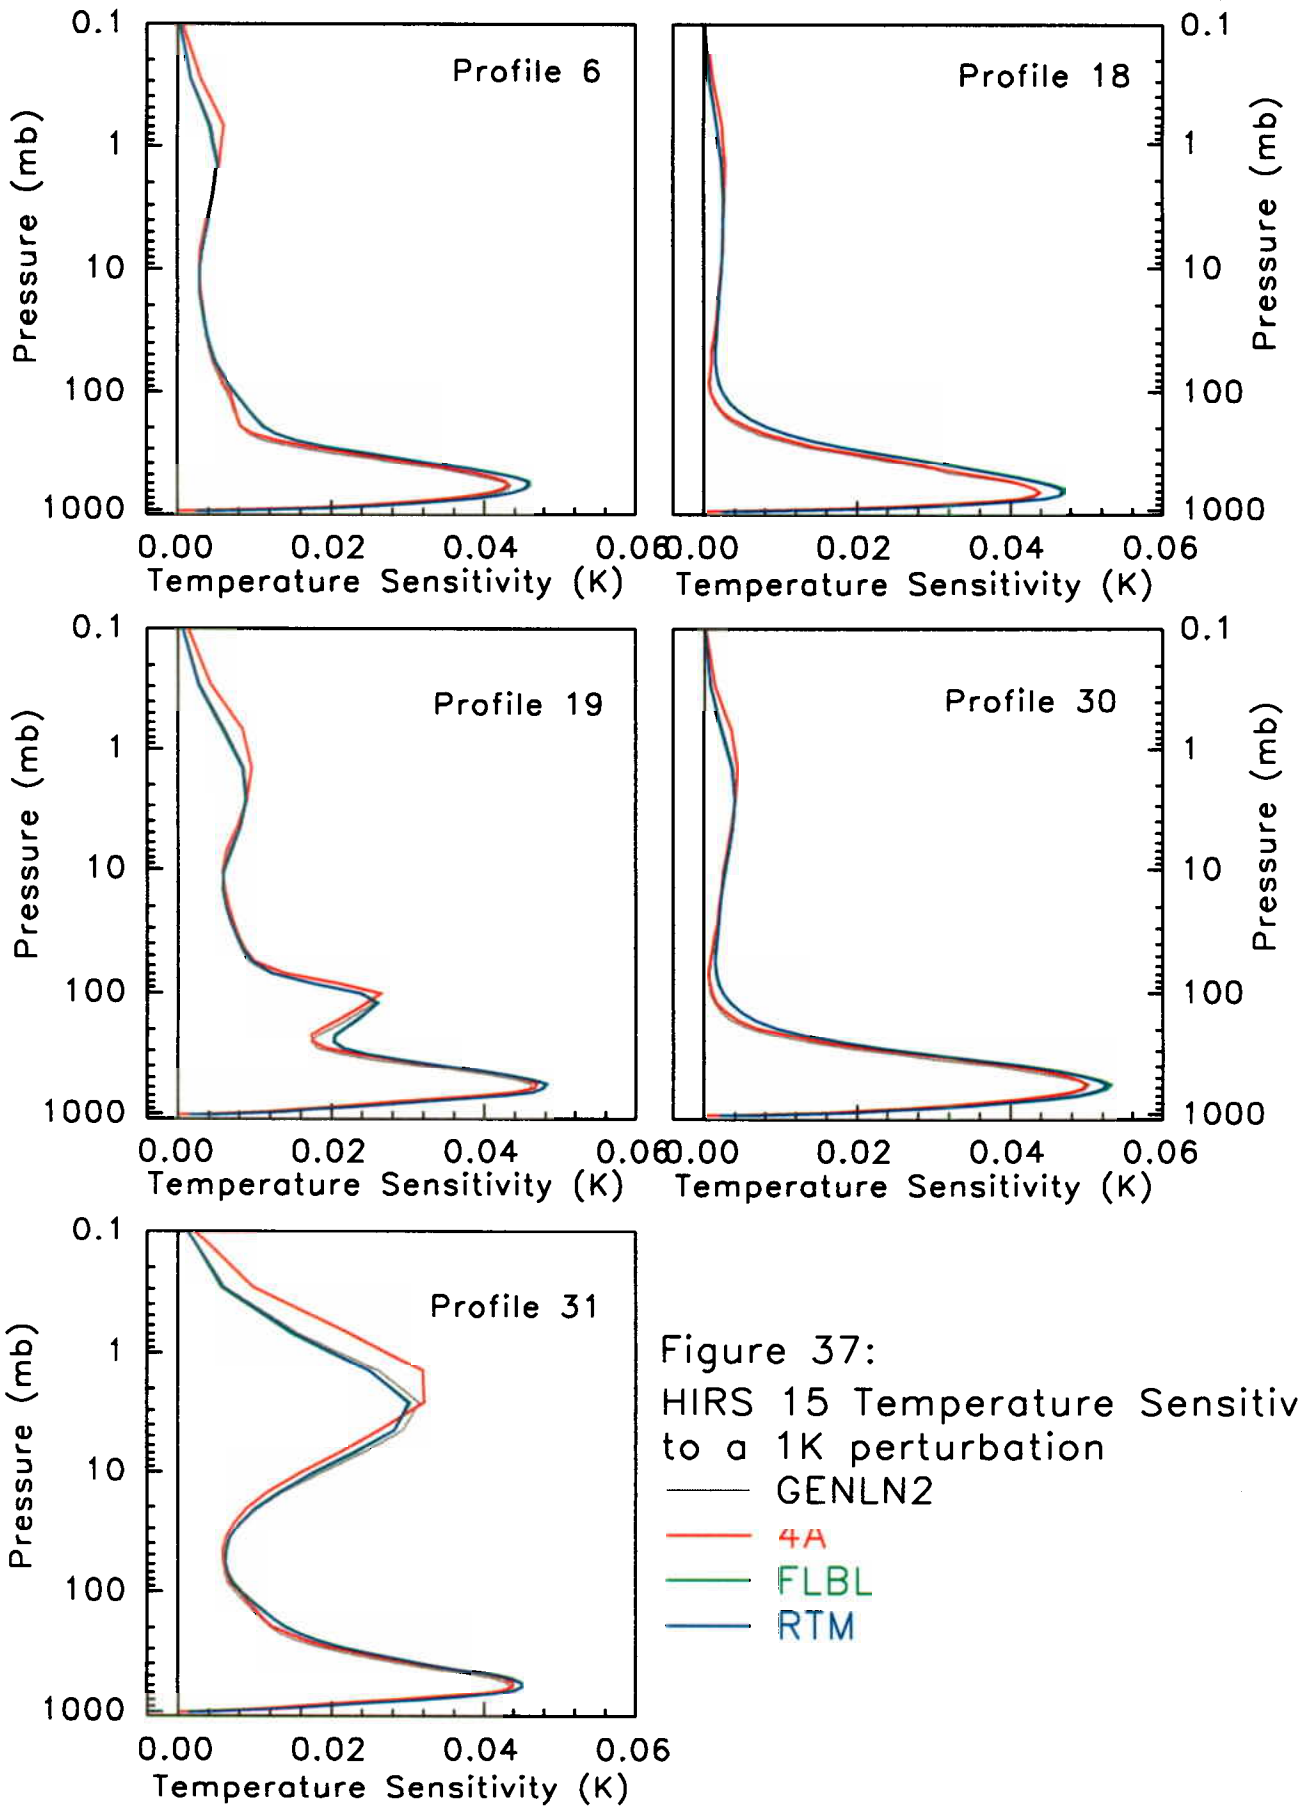 Profile 6
0.1
1
10
100
1000
Pressure (mb)
0.00 0.02 0.04 0.06
Temperature Sensitivity (K)
Profile 18
0.1
1
10
100
1000
Pressure (mb)
0.00 0.02 0.04 0.06
Temperature Sensitivity (K)
Profile 19
0.1
1
10
100
1000
Pressure (mb)
0.00 0.02 0.04 0.06
Temperature Sensitivity (K)
Profile 30
0.1
1
10
100
1000
Pressure (mb)
0.00 0.02 0.04 0.06
Temperature Sensitivity (K)
Profile 31
0.1
1
10
100
1000
Pressure (mb)
0.00 0.02 0.04 0.06
Temperature Sensitivity (K)
Figure 37:
HIRS 15 Temperature Sensitiv
to a 1K perturbation
GENLN2
4A
FLBL
RTM